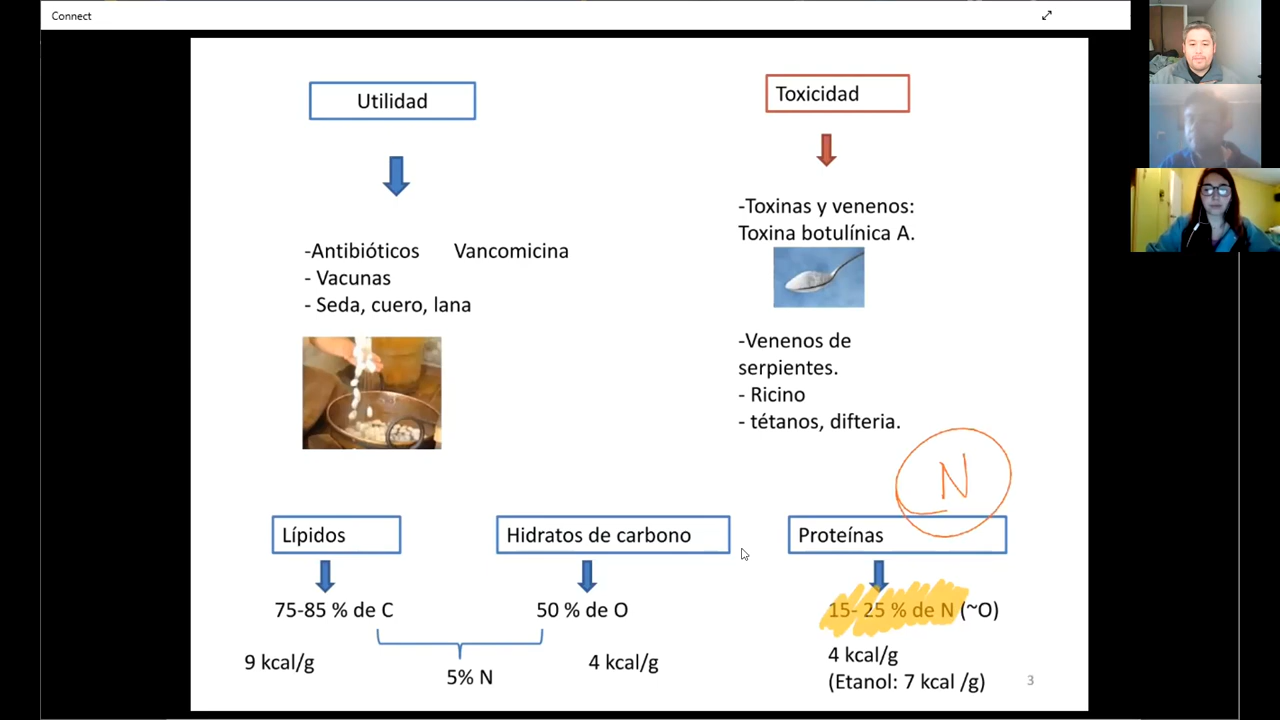 Connect
Utilidad
Toxicidad
-Toxinas y venenos:
Toxina botulínica A.
-Antibióticos Vancomicina
- Vacunas
- Seda, cuero, lana
-Venenos de
serpientes.
- Ricino
- tétanos, difteria.
N
Lípidos
Hidratos de carbono
Proteínas
75-85 % de C
50 % de O
15- 25 % de N (~O)
9 kcal/g
5% N
4 kcal/g
4 kcal/g
(Etanol: 7 kcal /g)
3